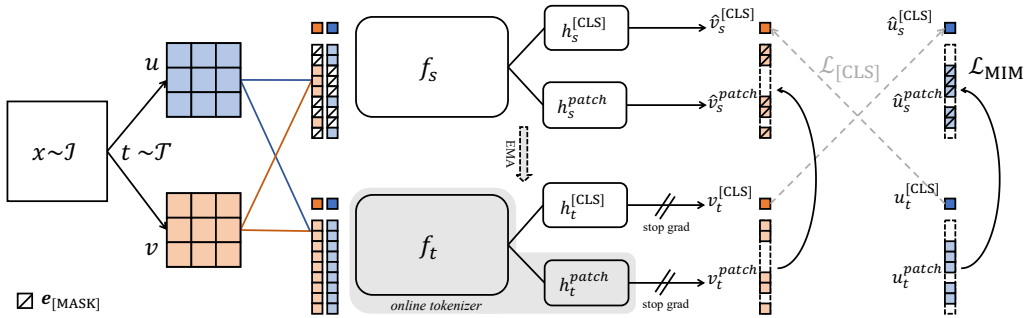 x~𝓘
t ~𝒯
u
v
e[MASK]
f_s
h_s^[CLS]
h_s^patch
v̂_s^[CLS]
v̂_s^patch
û_s^[CLS]
û_s^patch
ℒ_[CLS]
ℒ_MIM
EMA
f_t
online tokenizer
h_t^[CLS]
h_t^patch
stop grad
stop grad
v_t^[CLS]
v_t^patch
u_t^[CLS]
u_t^patch